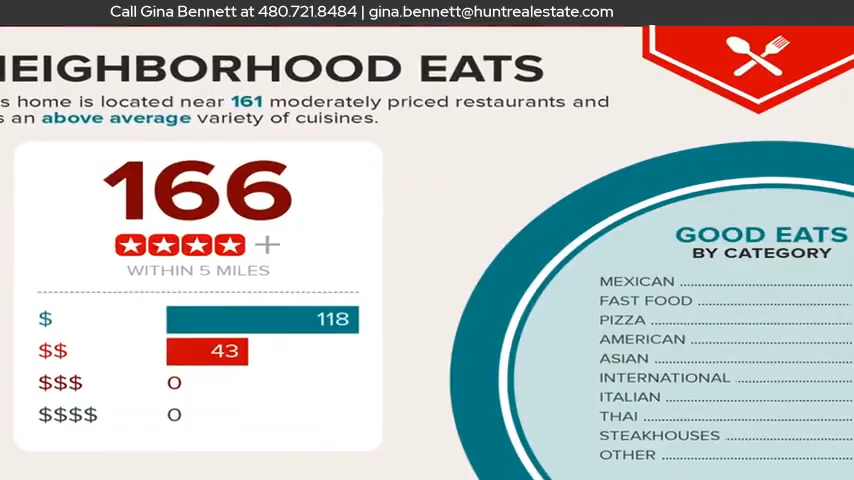 Call Gina Bennett at 480.721.8484 | gina.bennett@huntrealestate.com
NEIGHBORHOOD EATS
s home is located near 161 moderately priced restaurants and
s an above average variety of cuisines.
166
+
WITHIN 5 MILES
$ 118
$$ 43
$$$ 0
$$$$ 0
GOOD EATS
BY CATEGORY
MEXICAN
FAST FOOD
PIZZA
AMERICAN
ASIAN
INTERNATIONAL
ITALIAN
THAI
STEAKHOUSES
OTHER